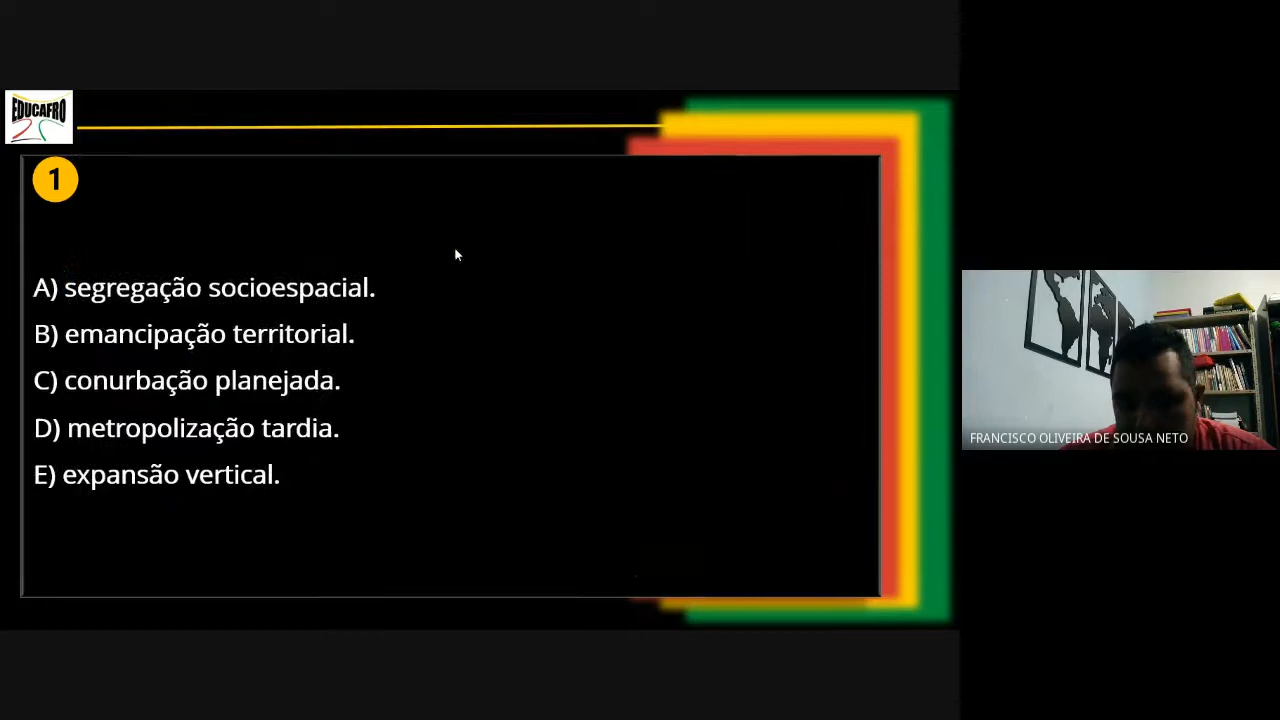 EDUCAFRO
1
A) segregação socioespacial.
B) emancipação territorial.
C) conurbação planejada.
D) metropolização tardia.
E) expansão vertical.
FRANCISCO OLIVEIRA DE SOUSA NETO